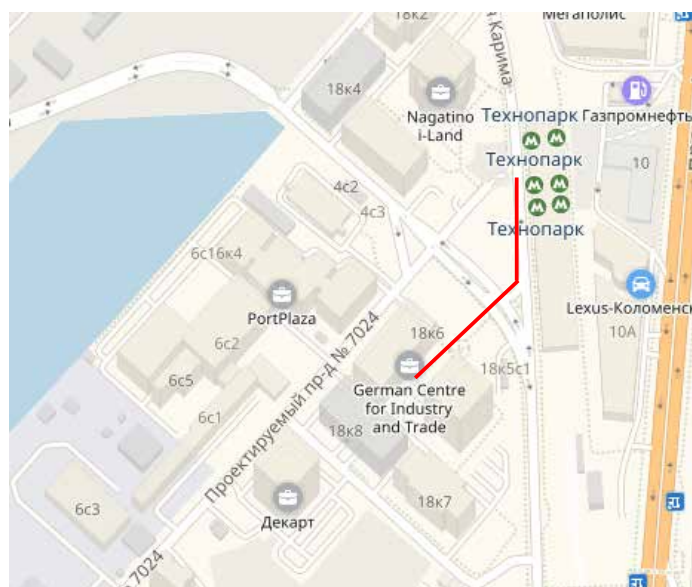 18к2
Мегаполис
.Карима
18к4
Nagatino
i-Land
Технопарк
Газпромнефть
М
М
Технопарк
10
М
М
М
М
4с2
4с3
Технопарк
6с16к4
PortPlaza
Lexus-Коломенск
10А
6с2
18к6
18к5с1
German Centre
for Industry
and Trade
6с5
6с1
Проектируемый пр-д № 7024
18к8
6с3
Декарт
18к7
№ 7024